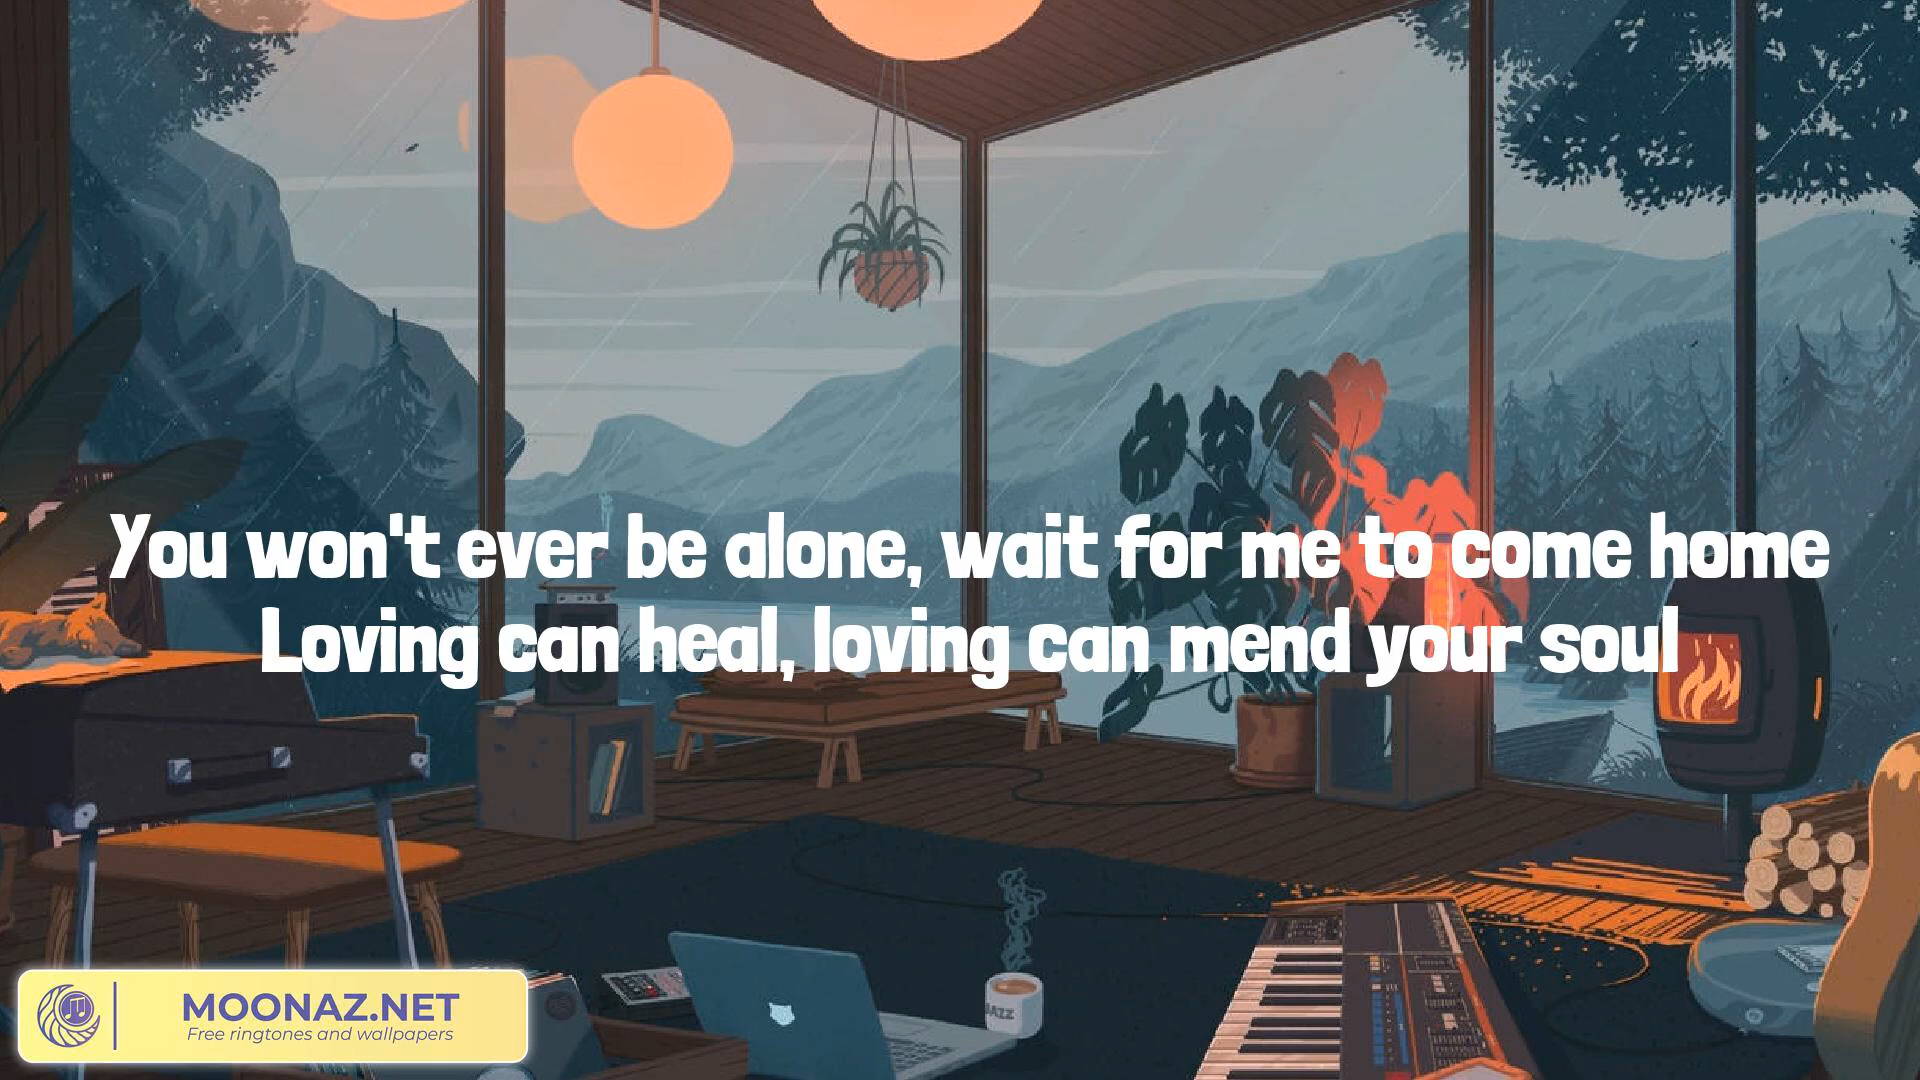 You won't ever be alone, wait for me to come home
Loving can heal, loving can mend your soul
JAZZ
MOONAZ.NET
Free ringtones and wallpapers